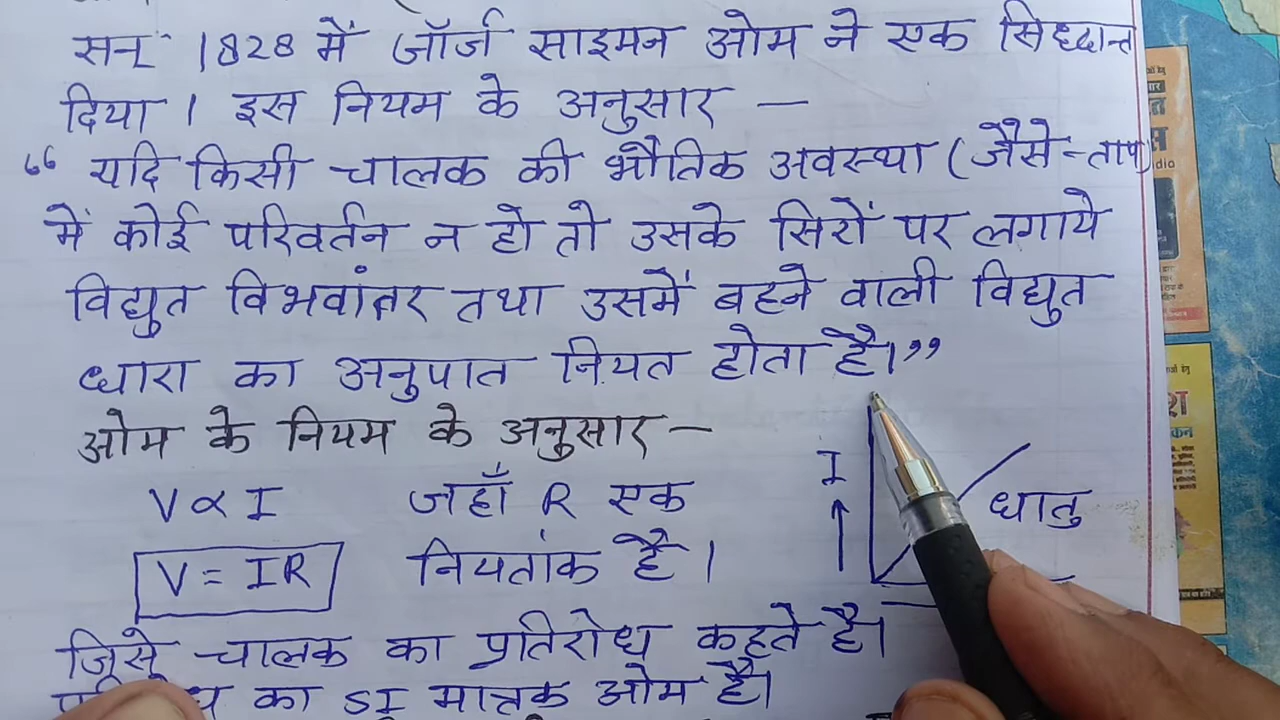 सन् 1828 में जॉर्ज साइमन ओम ने एक सिध्दान्त
दिया । इस नियम के अनुसार —
“ यदि किसी चालक की भौतिक अवस्था (जैसे-ताप)
में कोई परिवर्तन न हो तो उसके सिरों पर लगाये
विद्युत विभवांतर तथा उसमें बहने वाली विद्युत
धारा का अनुपात नियत होता है।”
ओम के नियम के अनुसार —
V ∝ I जहाँ R एक
V = IR नियतांक है ।
I
धातु
जिसे चालक का प्रतिरोध कहते है।
का SI मात्रक ओम है।